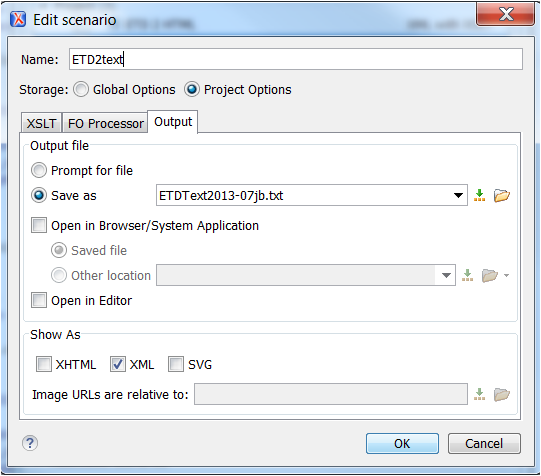 Edit scenario
Name: ETD2text
Storage: Global Options Project Options
XSLT FO Processor Output
Output file
Prompt for file
Save as ETDText2013-07jb.txt
Open in Browser/System Application
Saved file
Other location
Open in Editor
Show As
XHTML XML SVG
Image URLs are relative to:
? OK Cancel